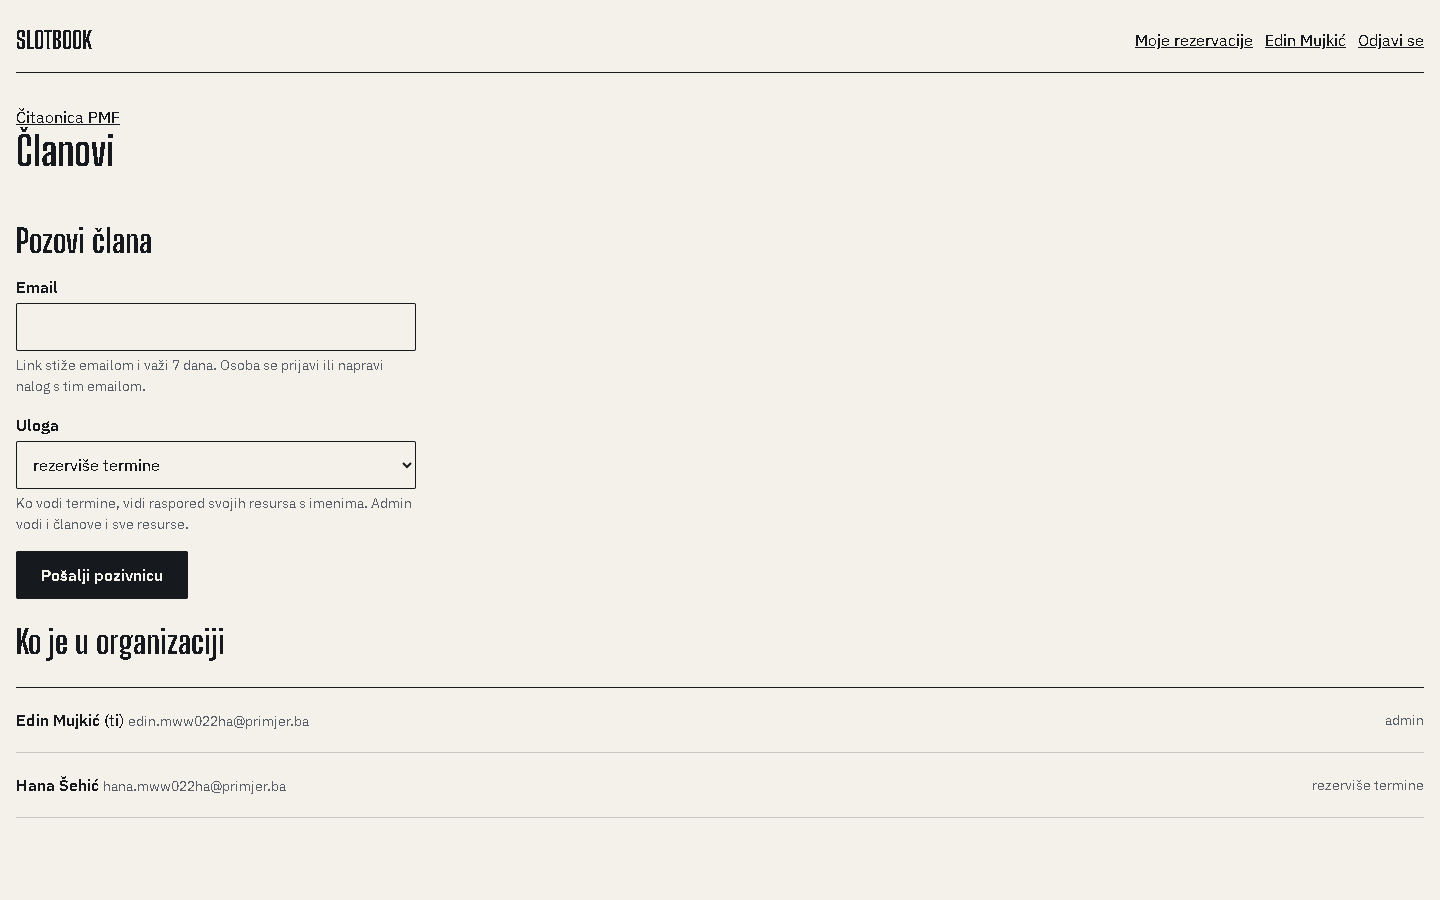 SLOTBOOK
Moje rezervacije Edin Mujkić Odjavi se
Čitaonica PMF
Članovi
Pozovi člana
Email
Link stiže emailom i važi 7 dana. Osoba se prijavi ili napravi
nalog s tim emailom.
Uloga
rezerviše termine
Ko vodi termine, vidi raspored svojih resursa s imenima. Admin
vodi i članove i sve resurse.
Pošalji pozivnicu
Ko je u organizaciji
Edin Mujkić (ti) edin.mww022ha@primjer.ba admin
Hana Šehić hana.mww022ha@primjer.ba rezerviše termine